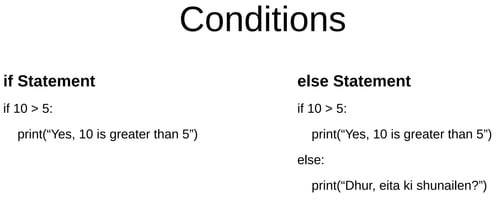 Conditions
if Statement
if 10 > 5:
print(“Yes, 10 is greater than 5”)
else Statement
if 10 > 5:
print(“Yes, 10 is greater than 5”)
else:
print(“Dhur, eita ki shunailen?”)